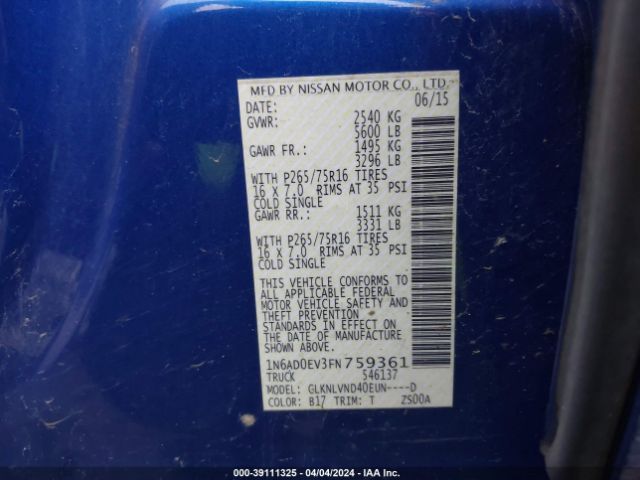 MFD BY NISSAN MOTOR CO., LTD
DATE: 06/15
GVWR: 2540 KG
5600 LB
GAWR FR.: 1495 KG
3296 LB
WITH P265/75R16 TIRES
16 X 7.0 RIMS AT 35 PSI
COLD SINGLE
GAWR RR.: 1511 KG
3331 LB
WITH P265/75R16 TIRES
16 X 7.0 RIMS AT 35 PSI
COLD SINGLE
THIS VEHICLE CONFORMS TO
ALL APPLICABLE FEDERAL
MOTOR VEHICLE SAFETY AND
THEFT PREVENTION
STANDARDS IN EFFECT ON
THE DATE OF MANUFACTURE
1N6AD0EV3FN759361
TRUCK 546137
MODEL: GLKNLVND40EUN----D
COLOR: B17 TRIM: T ZS00A
000-39111325 - 04/04/2024 - IAA Inc.